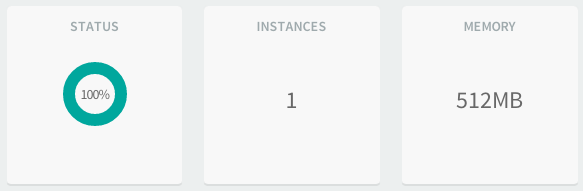 STATUS
INSTANCES
MEMORY
100%
1
512MB